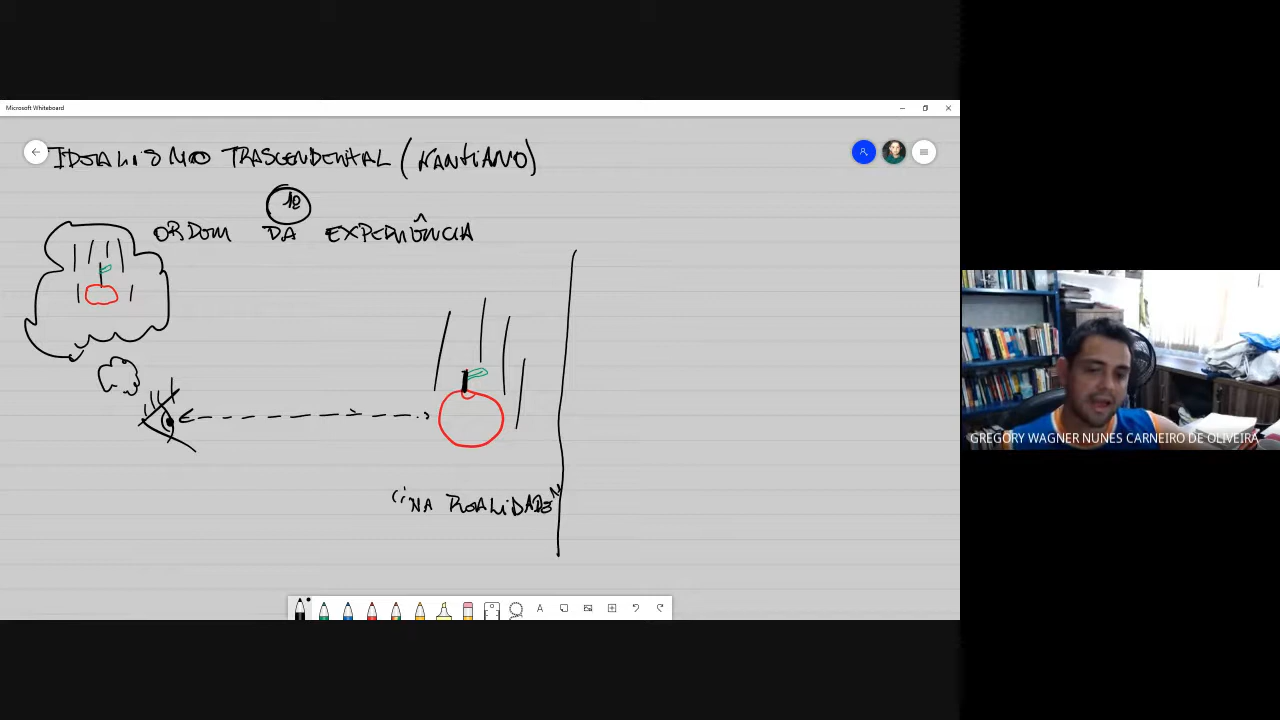 Microsoft Whiteboard
IDEALISMO TRASCENDENTAL (KANTIANO)
1º
ORDEM DA EXPERIÊNCIA
"NA REALIDADE"
GREGORY WAGNER NUNES CARNEIRO DE OLIVEIRA
A